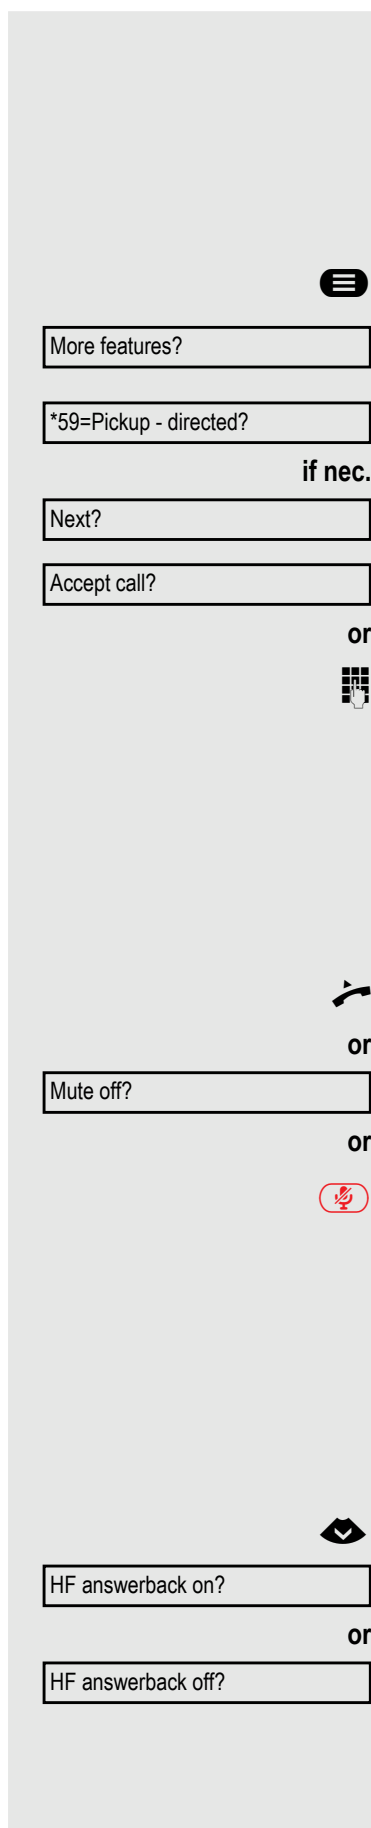 More features?
*59=Pickup - directed?
if nec.
Next?
Accept call?
or
or
Mute off?
or
HF answerback on?
or
HF answerback off?